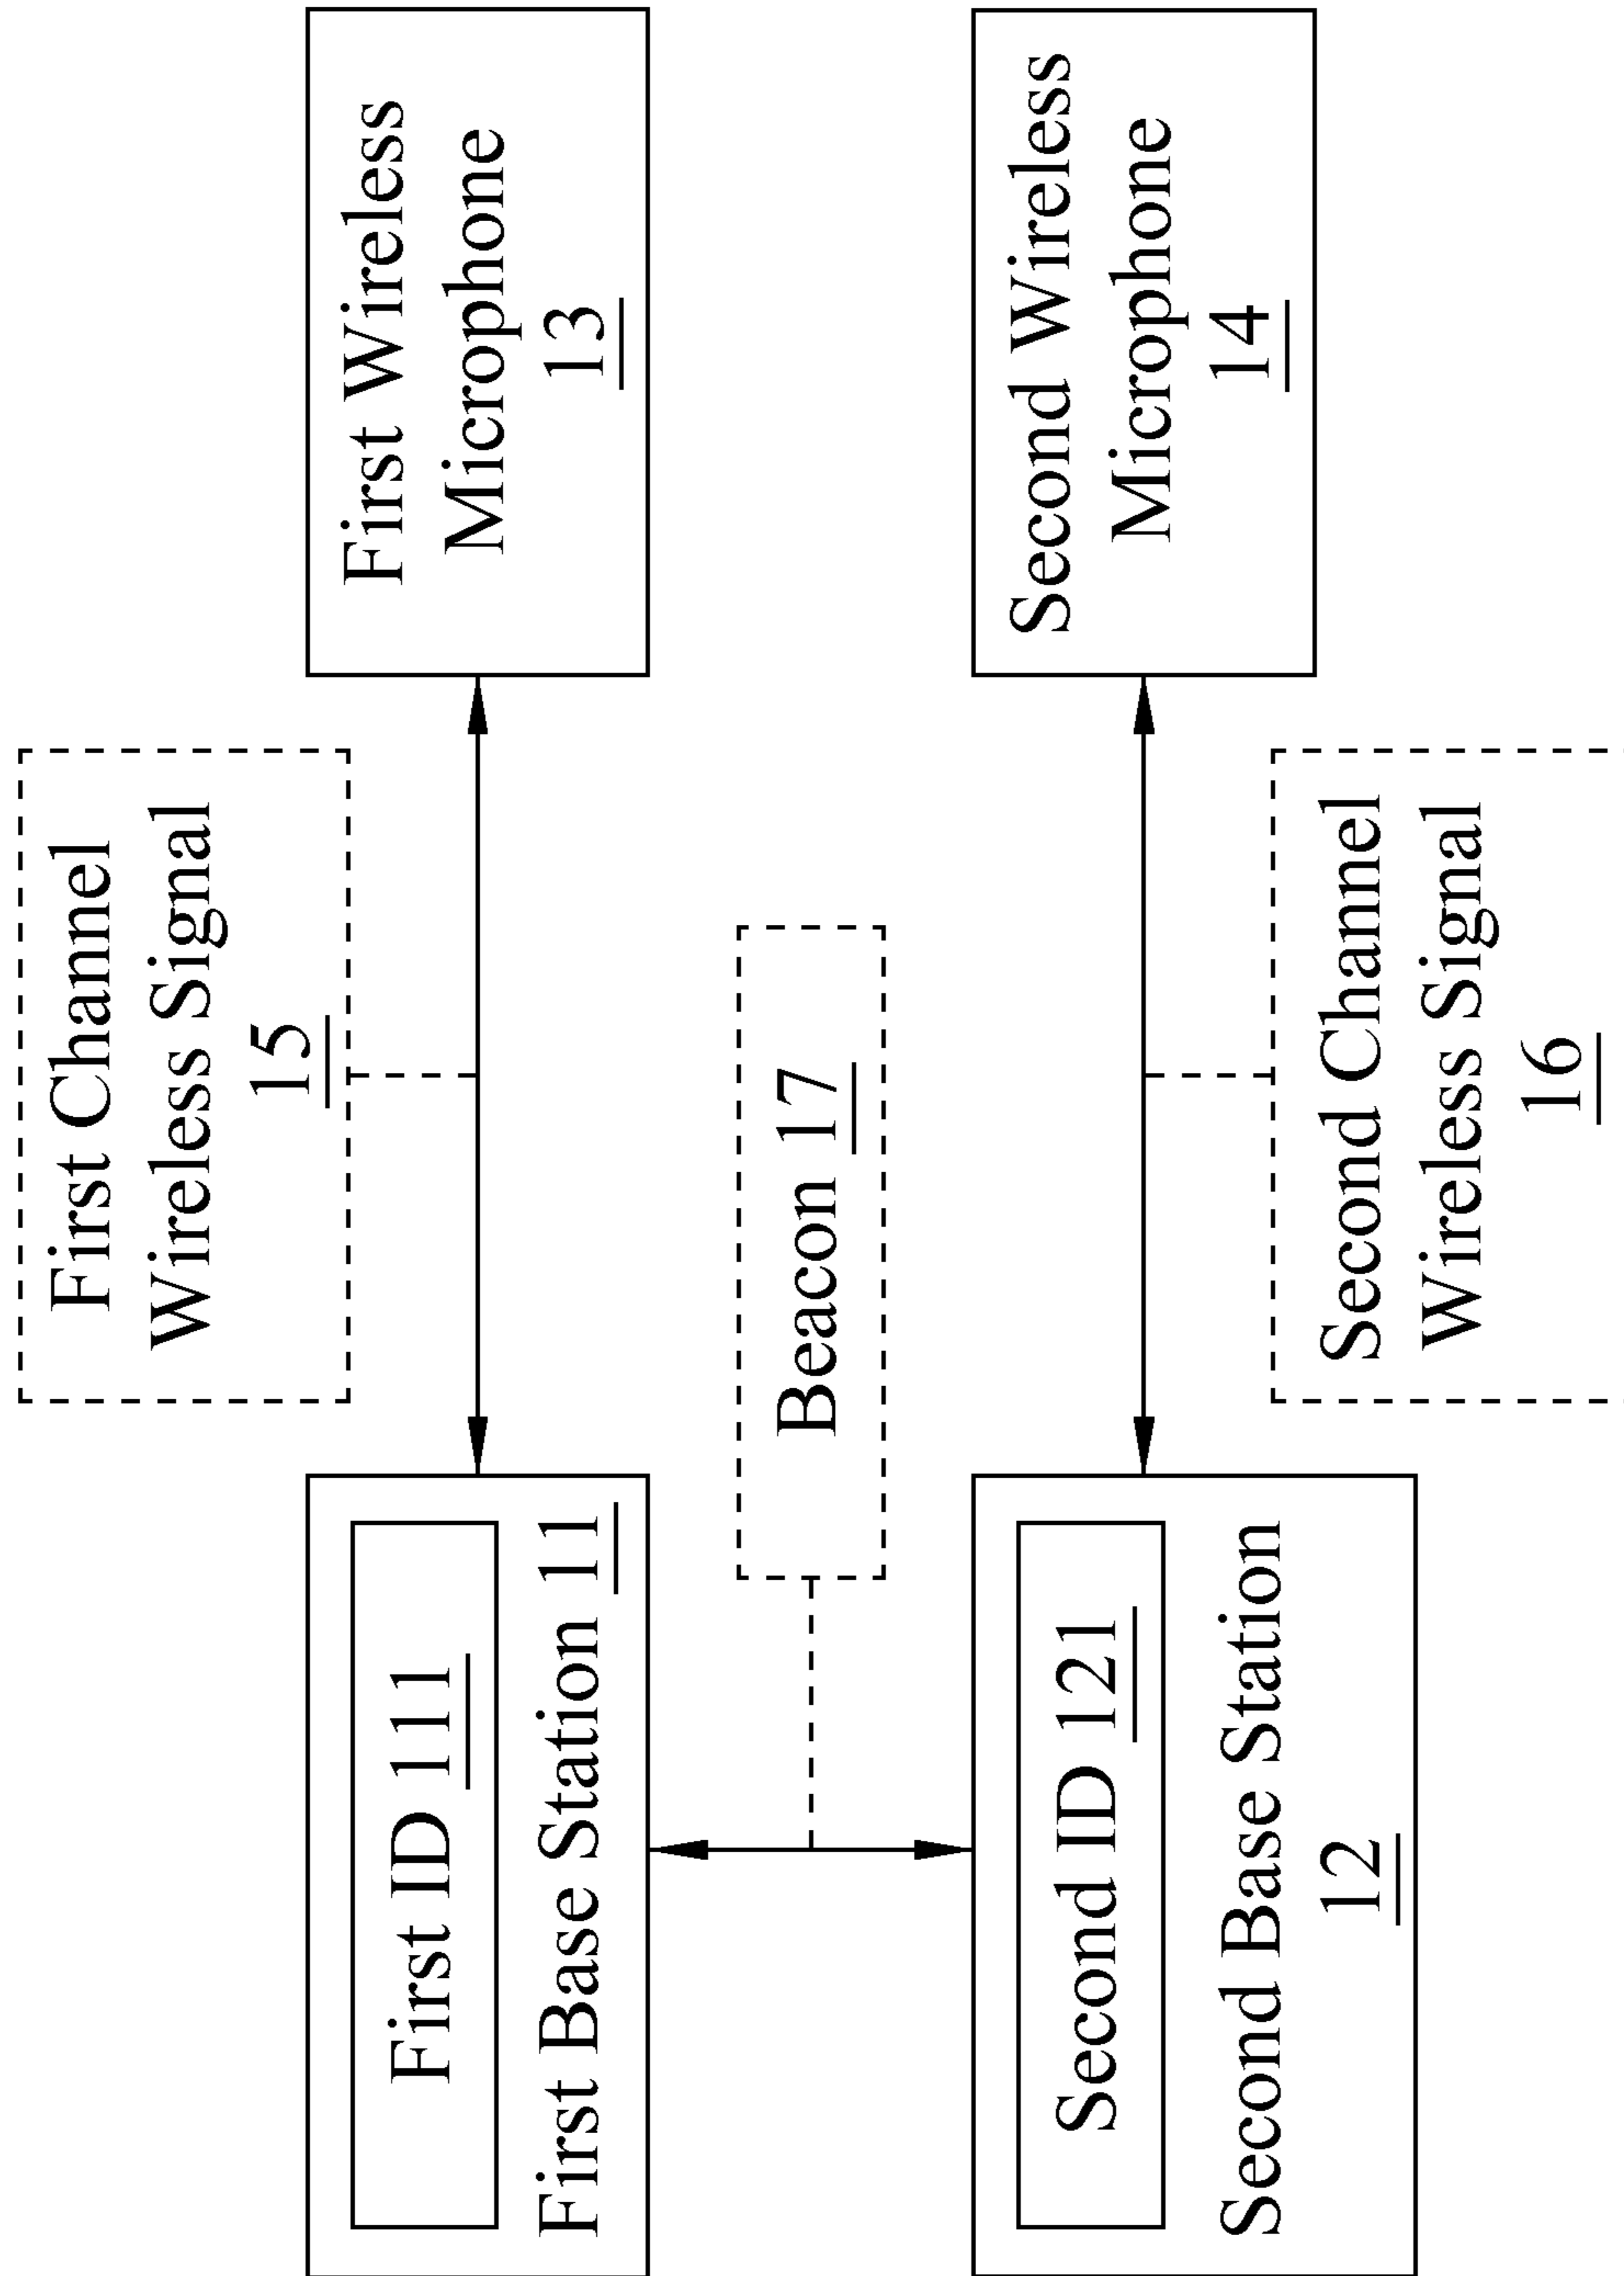 First ID 111
First Base Station 11
First Channel
Wireless Signal
15
First Wireless
Microphone
13
Beacon 17
Second ID 121
Second Base Station
12
Second Channel
Wireless Signal
16
Second Wireless
Microphone
14